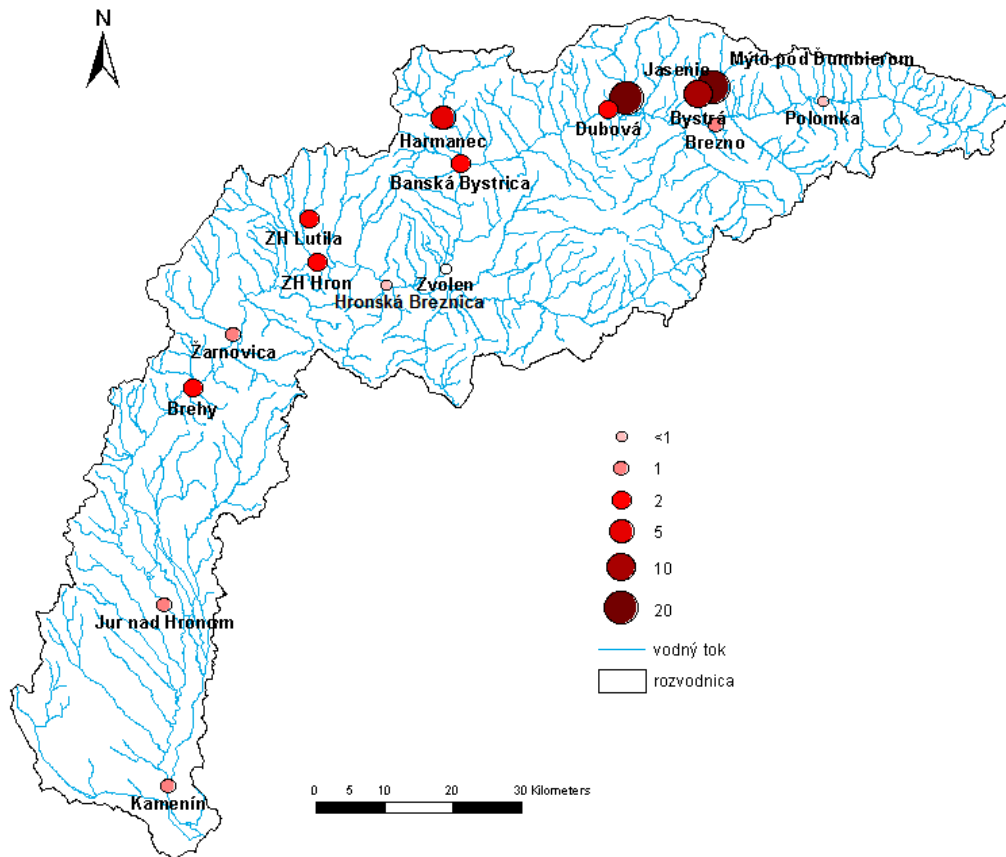 N
Mýto pód Ďumbierom
Jasenie
Polomka
Dubová
Bystrá
Brezno
Harmanec
Banská Bystrica
ZH Lutila
ZH Hron
Zvolen
Hronská Breznica
Žarnovica
Brehy
<1
1
2
5
10
20
vodný tok
rozvodnica
Jur nad Hronom
Kamenín
0 5 10 20 30 Kilometers